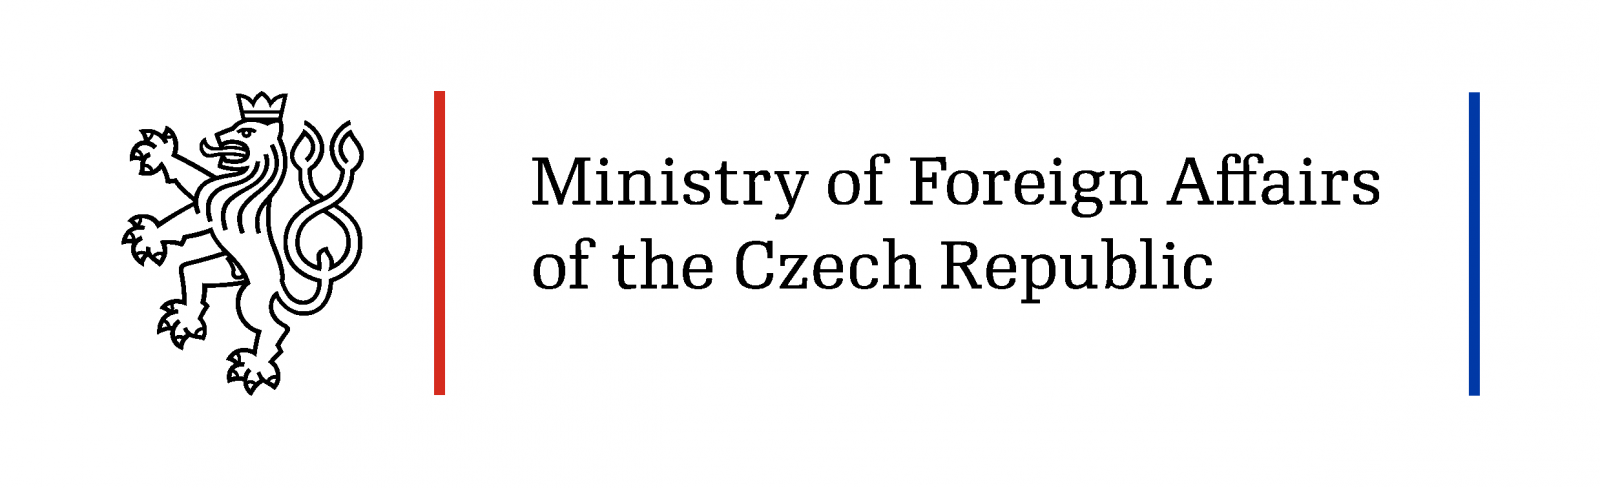 Ministry of Foreign Affairs
of the Czech Republic